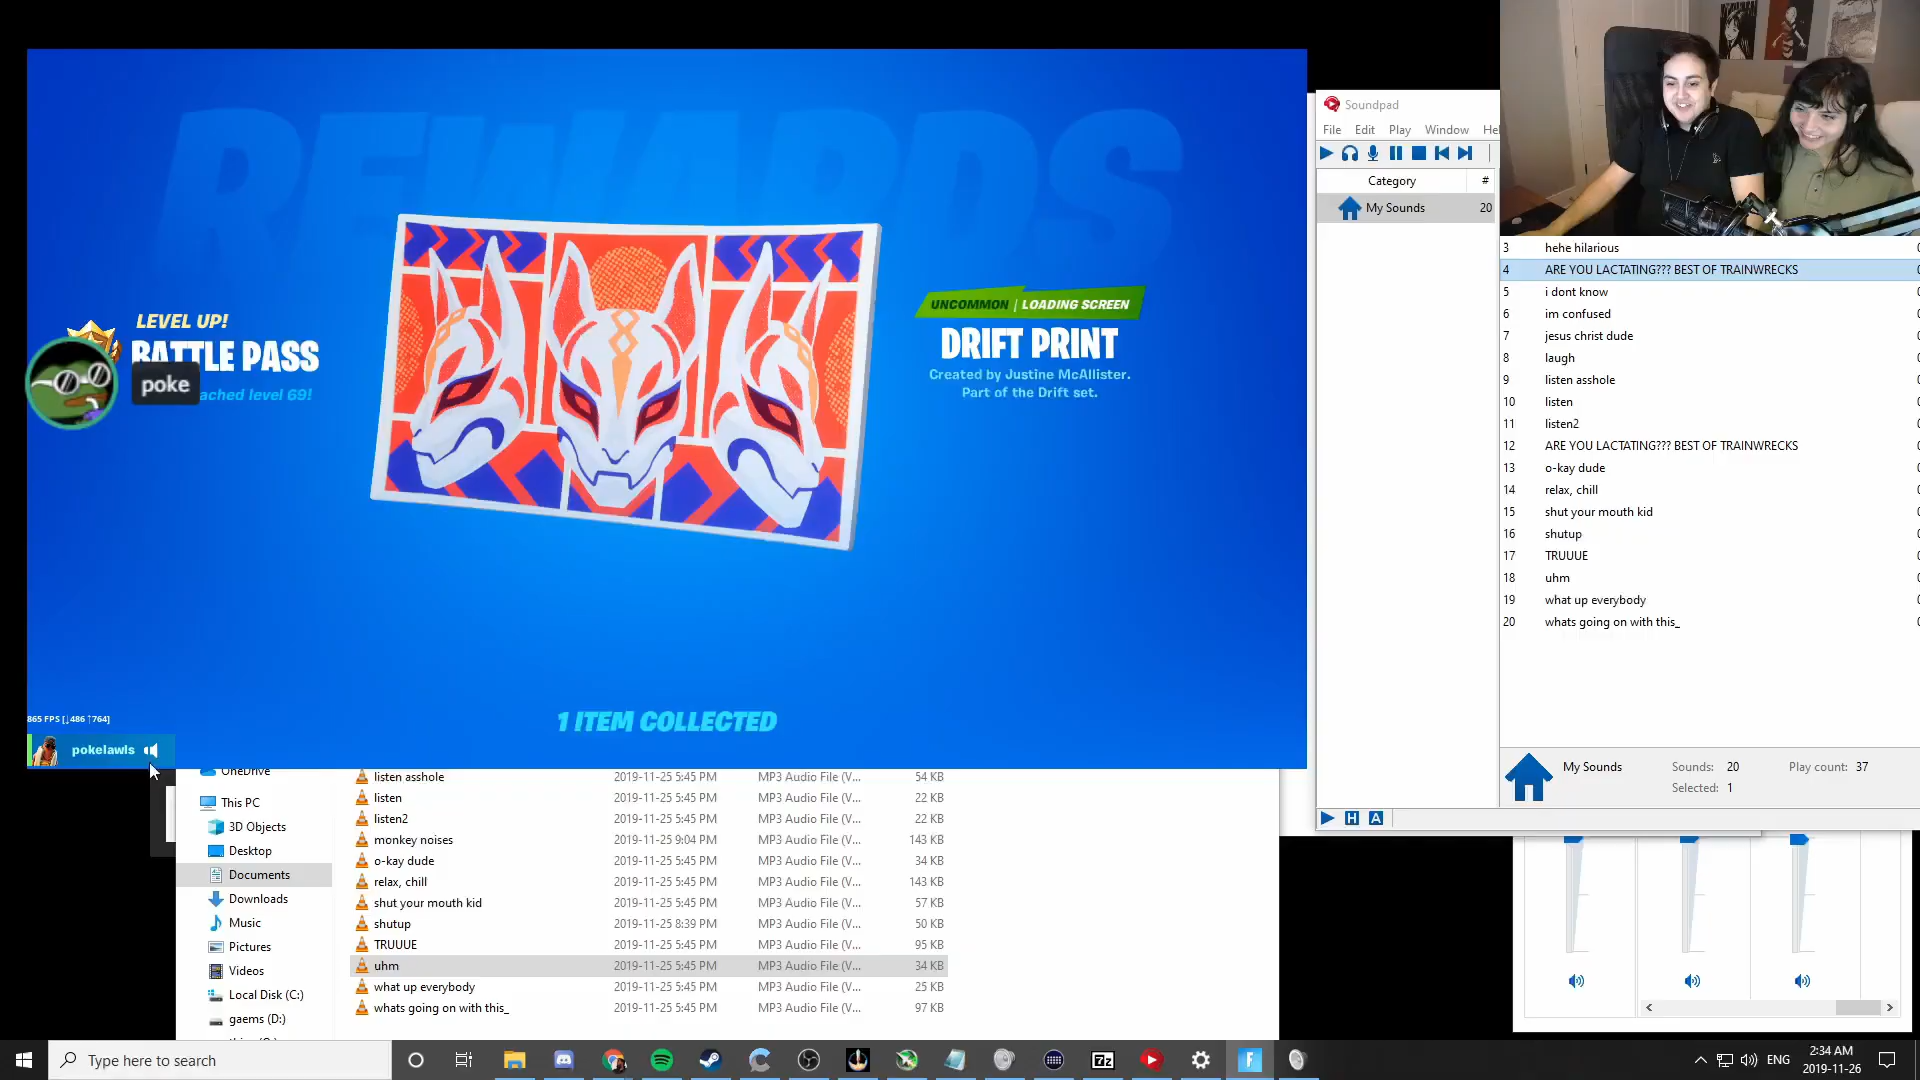 REWARDS
LEVEL UP!
BATTLE PASS
ached level 69!
poke
UNCOMMON | LOADING SCREEN
DRIFT PRINT
Created by Justine McAllister.
Part of the Drift set.
1 ITEM COLLECTED
865 FPS [↓486 ↑764]
pokelawls
Soundpad
File Edit Play Window Hel
Category #
My Sounds 20
3 hehe hilarious
4 ARE YOU LACTATING??? BEST OF TRAINWRECKS
5 i dont know
6 im confused
7 jesus christ dude
8 laugh
9 listen asshole
10 listen
11 listen2
12 ARE YOU LACTATING??? BEST OF TRAINWRECKS
13 o-kay dude
14 relax, chill
15 shut your mouth kid
16 shutup
17 TRUUUE
18 uhm
19 what up everybody
20 whats going on with this_
My Sounds Sounds: 20 Play count: 37
Selected: 1
H A
OneDrive
This PC
3D Objects
Desktop
Documents
Downloads
Music
Pictures
Videos
Local Disk (C:)
gaems (D:)
listen asshole 2019-11-25 5:45 PM MP3 Audio File (V... 54 KB
listen 2019-11-25 5:45 PM MP3 Audio File (V... 22 KB
listen2 2019-11-25 5:45 PM MP3 Audio File (V... 22 KB
monkey noises 2019-11-25 9:04 PM MP3 Audio File (V... 143 KB
o-kay dude 2019-11-25 5:45 PM MP3 Audio File (V... 34 KB
relax, chill 2019-11-25 5:45 PM MP3 Audio File (V... 143 KB
shut your mouth kid 2019-11-25 5:45 PM MP3 Audio File (V... 57 KB
shutup 2019-11-25 8:39 PM MP3 Audio File (V... 50 KB
TRUUUE 2019-11-25 5:45 PM MP3 Audio File (V... 95 KB
uhm 2019-11-25 5:45 PM MP3 Audio File (V... 34 KB
what up everybody 2019-11-25 5:45 PM MP3 Audio File (V... 25 KB
whats going on with this_ 2019-11-25 5:45 PM MP3 Audio File (V... 97 KB
Type here to search
7z
F
ENG
2:34 AM
2019-11-26